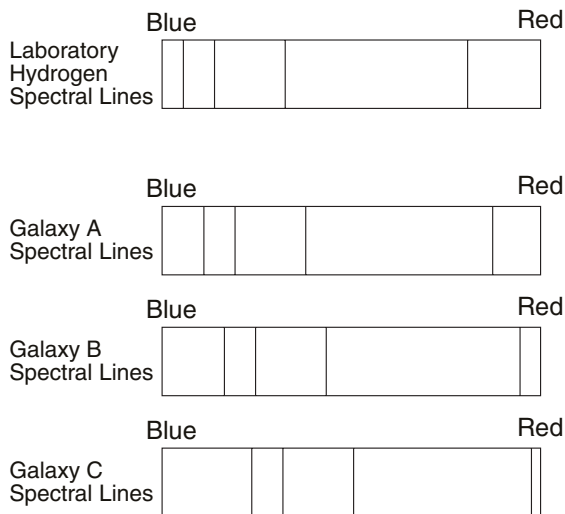 Blue Red
Laboratory
Hydrogen
Spectral Lines
Blue Red
Galaxy A
Spectral Lines
Blue Red
Galaxy B
Spectral Lines
Blue Red
Galaxy C
Spectral Lines